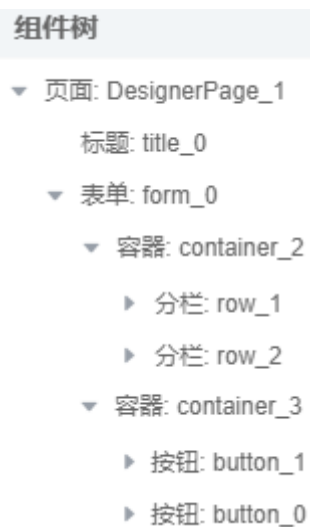 组件树
页面: DesignerPage_1
标题: title_0
表单: form_0
容器: container_2
分栏: row_1
分栏: row_2
容器: container_3
按钮: button_1
按钮: button_0